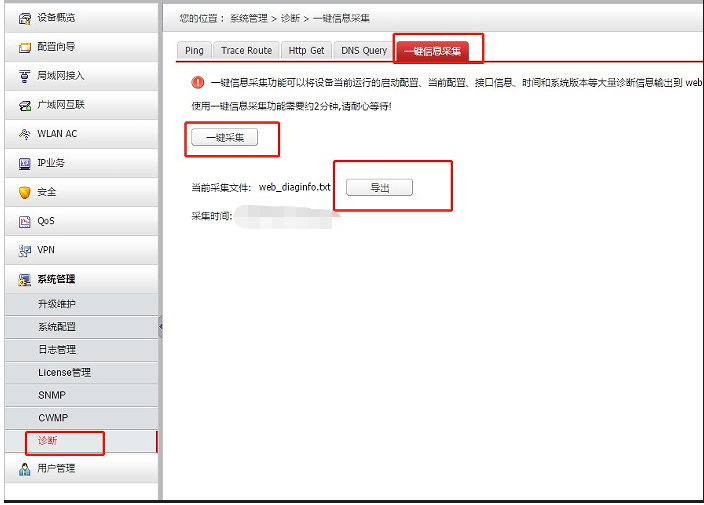 设备概览
配置向导
局域网接入
广域网互联
WLAN AC
IP业务
安全
QoS
VPN
系统管理
升级维护
系统配置
日志管理
License管理
SNMP
CWMP
诊断
用户管理
您的位置： 系统管理 > 诊断 > 一键信息采集
Ping Trace Route Http Get DNS Query 一键信息采集
一键信息采集功能可以将设备当前运行的启动配置、当前配置、接口信息、时间和系统版本等大量诊断信息输出到 web
使用一键信息采集功能需要约2分钟,请耐心等待!
一键采集
当前采集文件: web_diaginfo.txt 导出
采集时间: